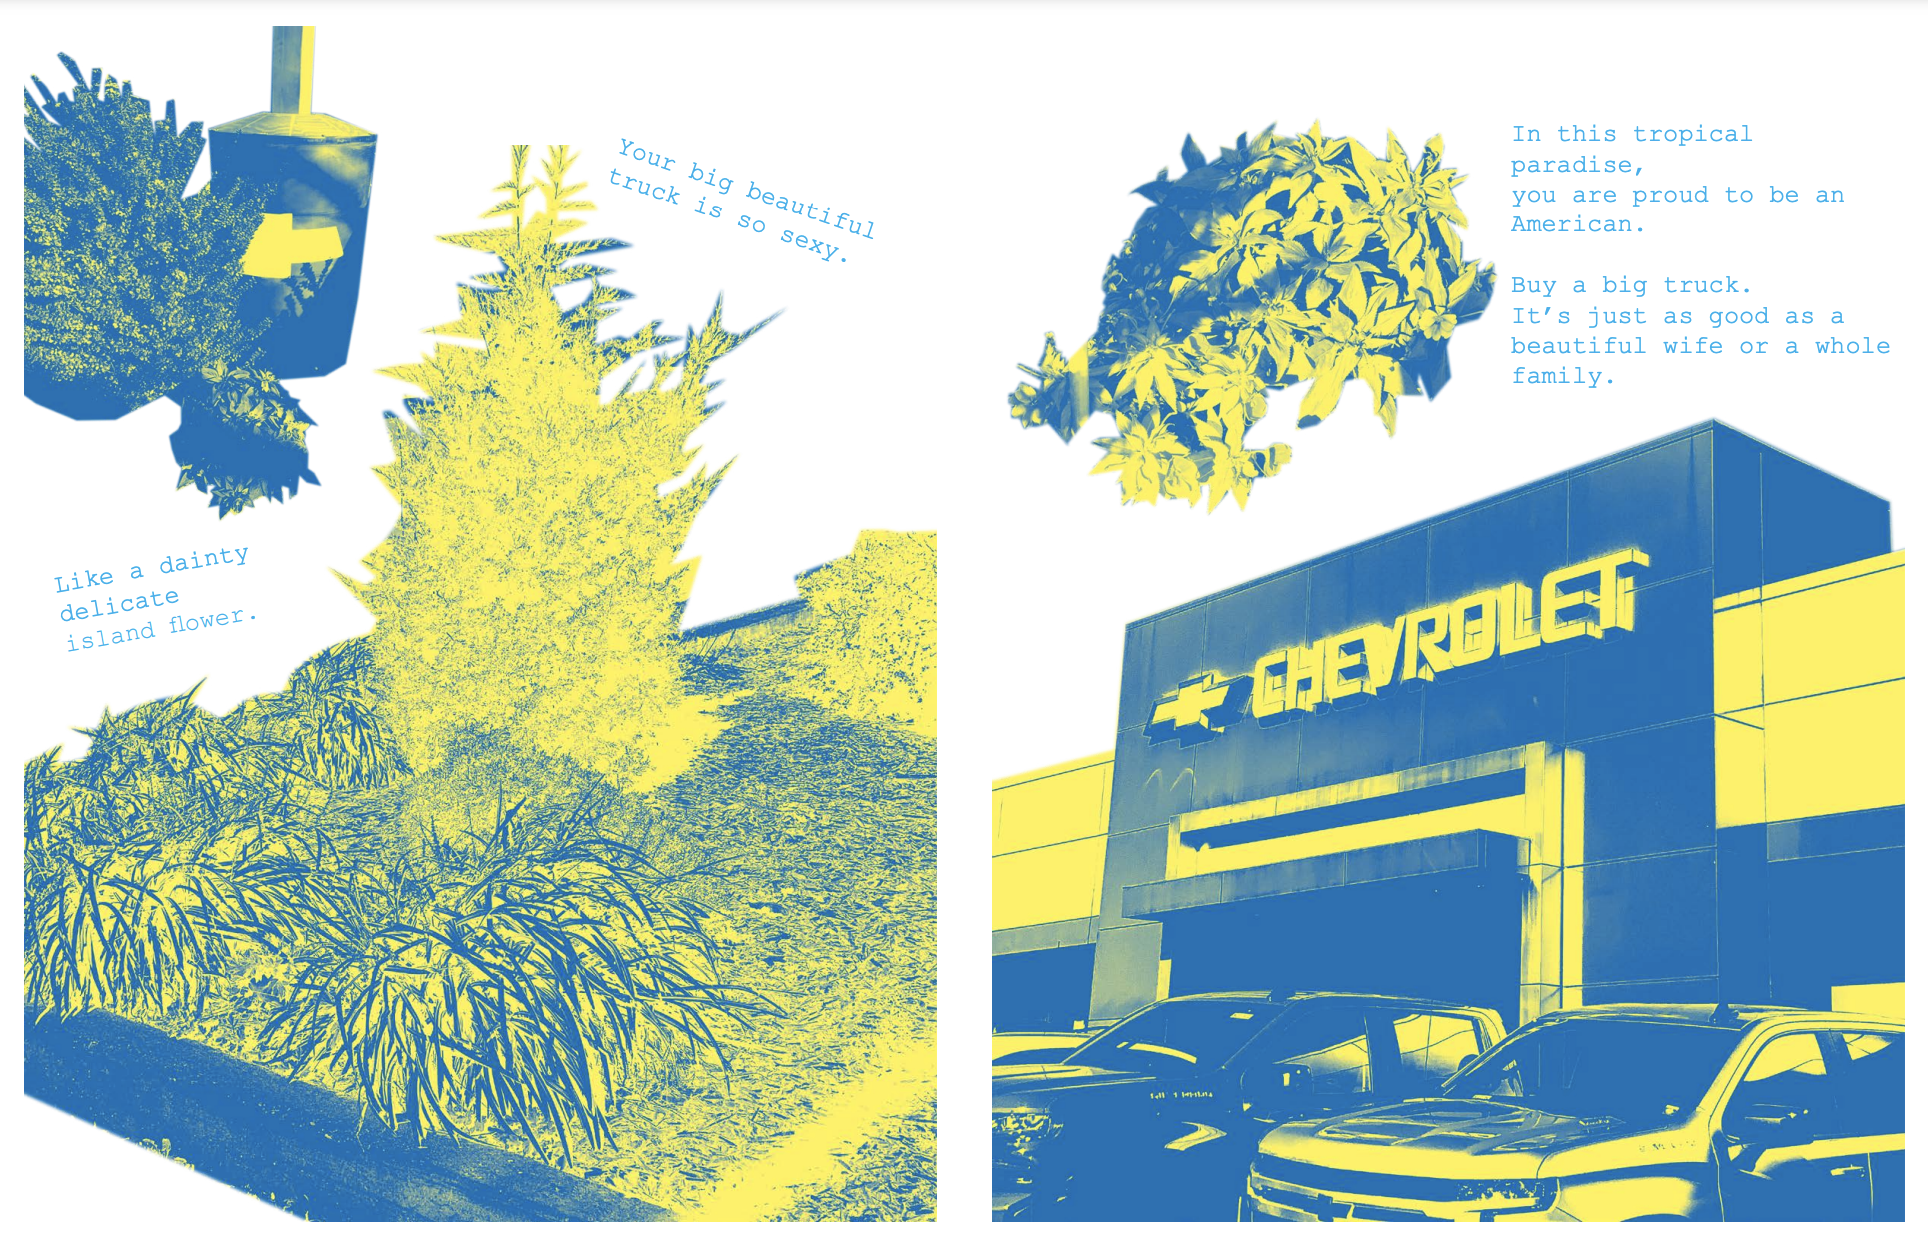 Your big beautiful
truck is so sexy.
Like a dainty
delicate
island flower.
In this tropical
paradise,
you are proud to be an
American.
Buy a big truck.
It’s just as good as a
beautiful wife or a whole
family.
CHEVROLET